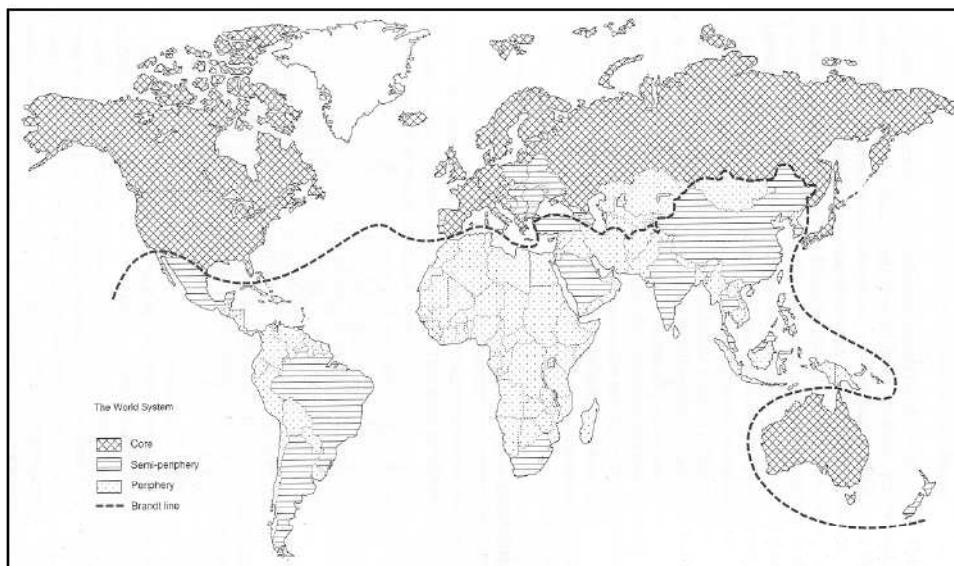 The World System
Core
Semi-periphery
Periphery
Brandt line